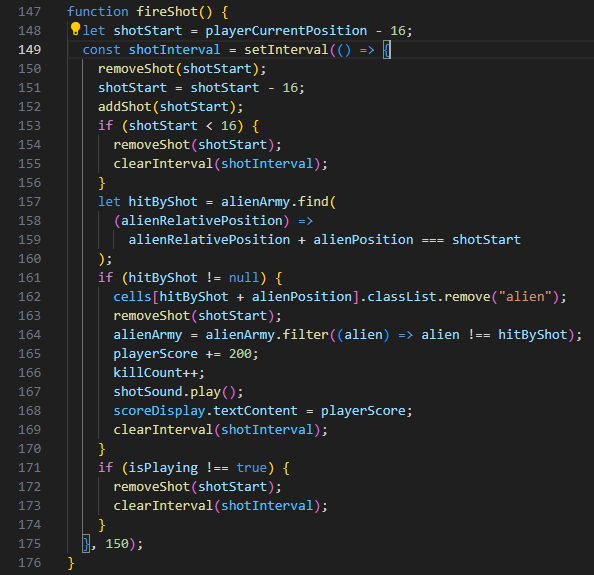 147 function fireShot() {
148   let shotStart = playerCurrentPosition - 16;
149   const shotInterval = setInterval(() => {
150     removeShot(shotStart);
151     shotStart = shotStart - 16;
152     addShot(shotStart);
153     if (shotStart < 16) {
154       removeShot(shotStart);
155       clearInterval(shotInterval);
156     }
157     let hitByShot = alienArmy.find(
158       (alienRelativePosition) =>
159         alienRelativePosition + alienPosition === shotStart
160     );
161     if (hitByShot != null) {
162       cells[hitByShot + alienPosition].classList.remove("alien");
163       removeShot(shotStart);
164       alienArmy = alienArmy.filter((alien) => alien !== hitByShot);
165       playerScore += 200;
166       killCount++;
167       shotSound.play();
168       scoreDisplay.textContent = playerScore;
169       clearInterval(shotInterval);
170     }
171     if (isPlaying !== true) {
172       removeShot(shotStart);
173       clearInterval(shotInterval);
174     }
175   }, 150);
176 }